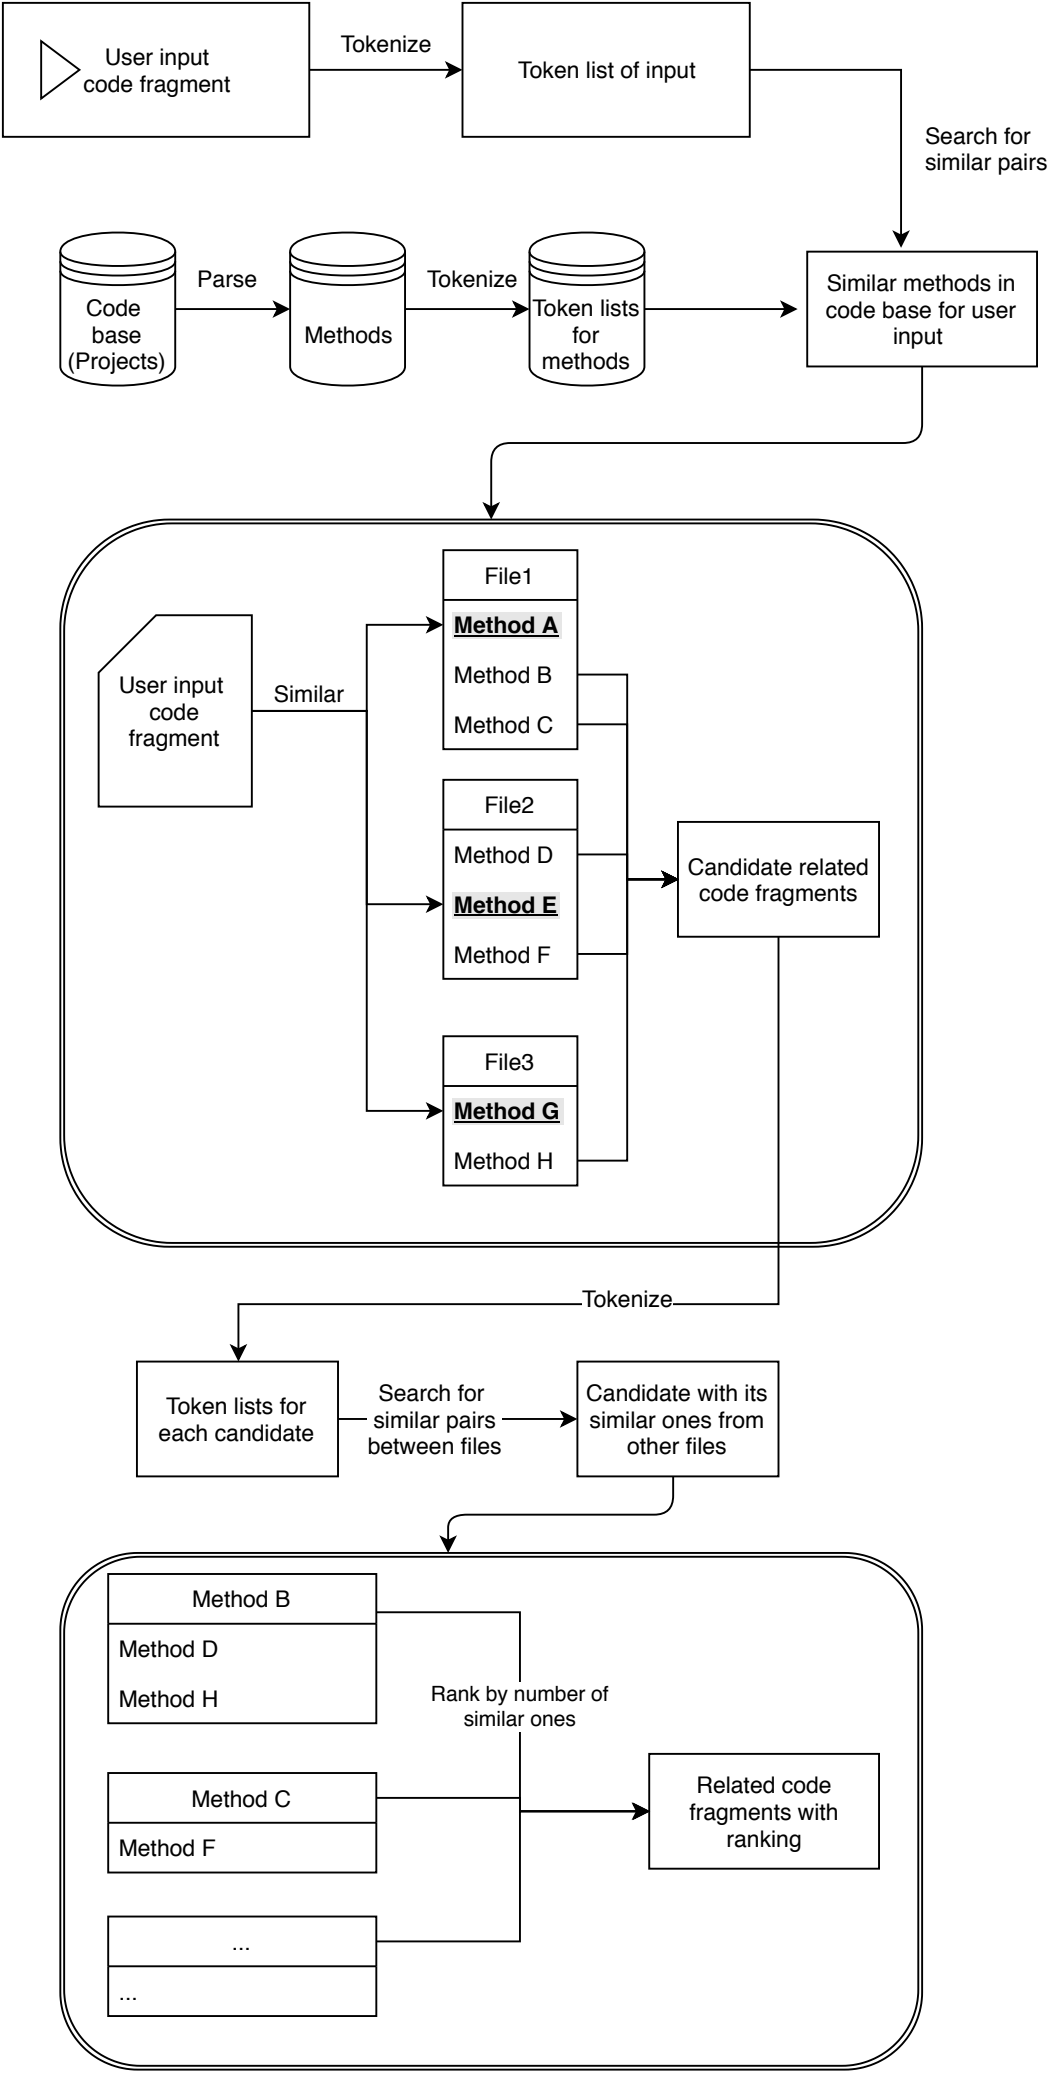 User input
code fragment
Tokenize
Token list of input
Search for
similar pairs
Code
base
(Projects)
Parse
Methods
Tokenize
Token lists
for
methods
Similar methods in
code base for user
input
User input
code
fragment
Similar
File1
Method A
Method B
Method C
File2
Method D
Method E
Method F
File3
Method G
Method H
Candidate related
code fragments
Tokenize
Token lists for
each candidate
Search for
similar pairs
between files
Candidate with its
similar ones from
other files
Method B
Method D
Method H
Rank by number of
similar ones
Method C
Method F
...
...
Related code
fragments with
ranking